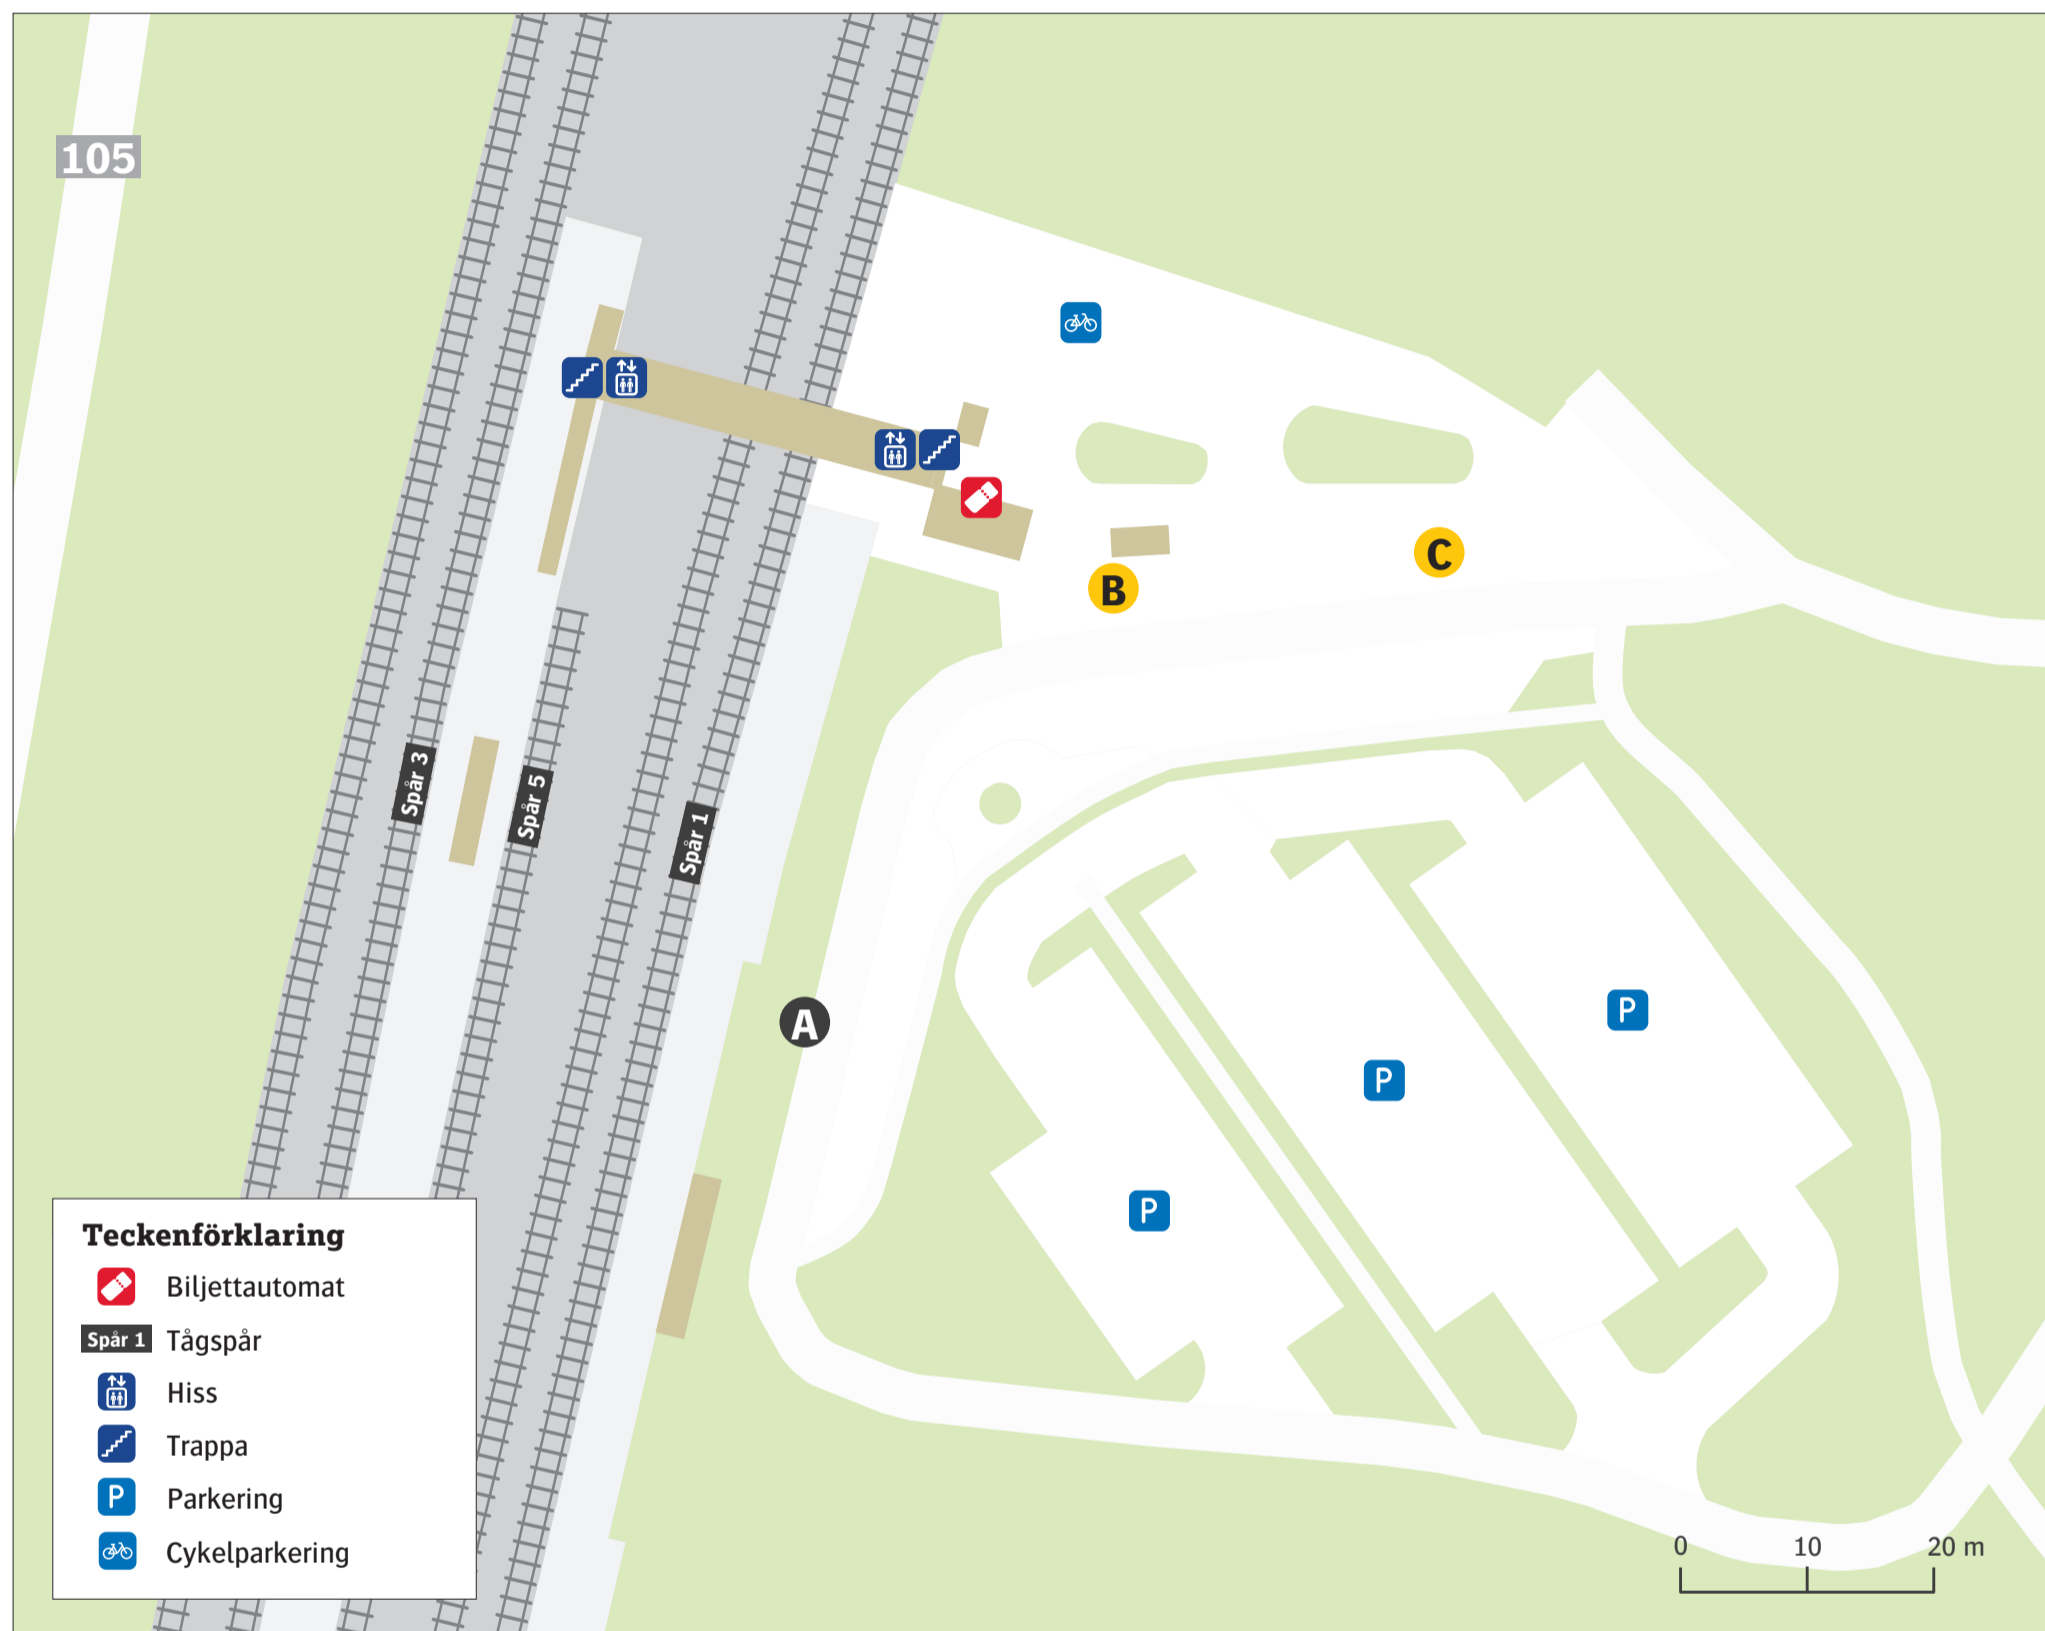 105
Spår 3
Spår 5
Spår 1
A
B
C
P
P
P
Teckenförklaring
Biljettautomat
Spår 1 Tågspår
Hiss
Trappa
P Parkering
Cykelparkering
0 10 20 m